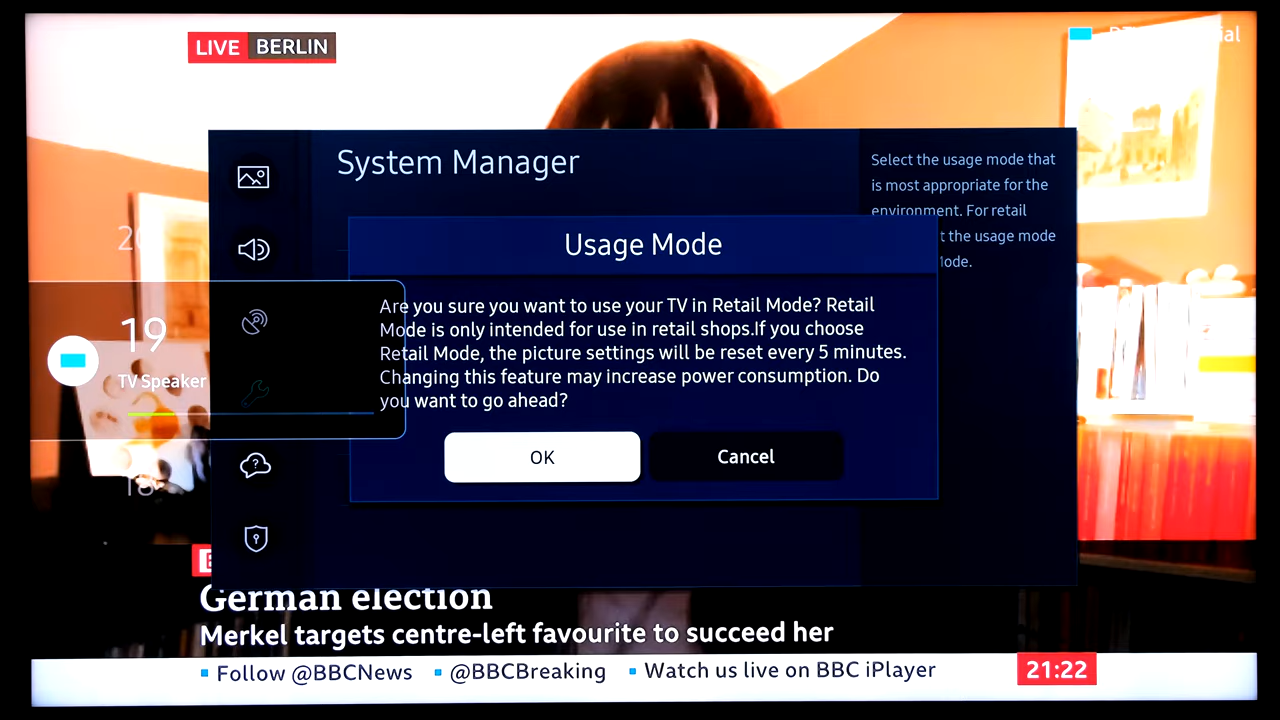 LIVE BERLIN
System Manager
Select the usage mode that
is most appropriate for the
environment. For retail
t the usage mode
Usage Mode
Are you sure you want to use your TV in Retail Mode? Retail
Mode is only intended for use in retail shops.If you choose
Retail Mode, the picture settings will be reset every 5 minutes.
Changing this feature may increase power consumption. Do
you want to go ahead?
OK
Cancel
19
TV Speaker
18
German election
Merkel targets centre-left favourite to succeed her
Follow @BBCNews
@BBCBreaking
Watch us live on BBC iPlayer
21:22